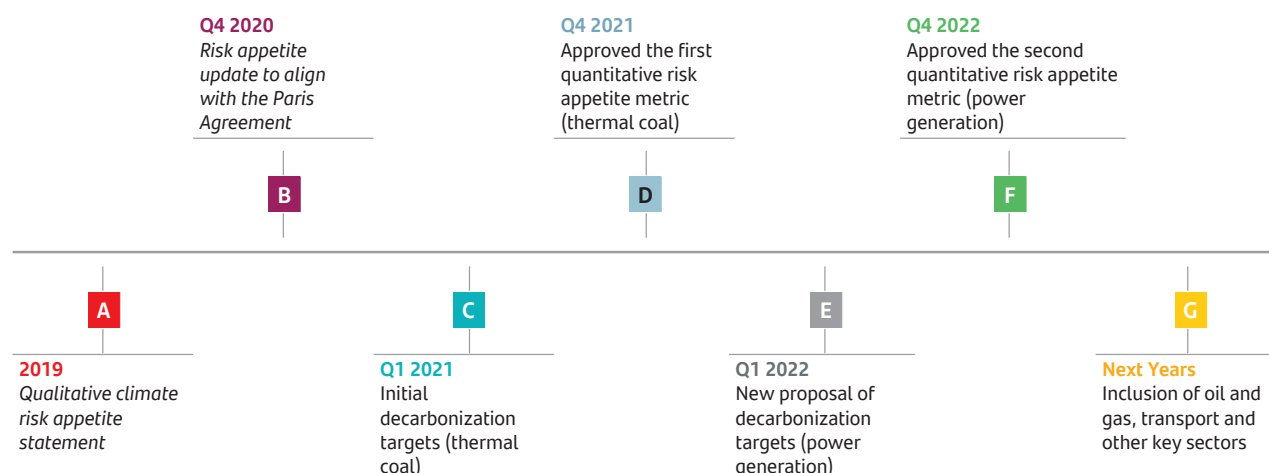 Q4 2020
Risk appetite
update to align
with the Paris
Agreement
Q4 2021
Approved the first
quantitative risk
appetite metric
(thermal coal)
Q4 2022
Approved the second
quantitative risk appetite
metric (power
generation)
B
D
F
A
C
E
G
2019
Qualitative climate
risk appetite
statement
Q1 2021
Initial
decarbonization
targets (thermal
coal)
Q1 2022
New proposal of
decarbonization
targets (power
generation)
Next Years
Inclusion of oil and
gas, transport and
other key sectors